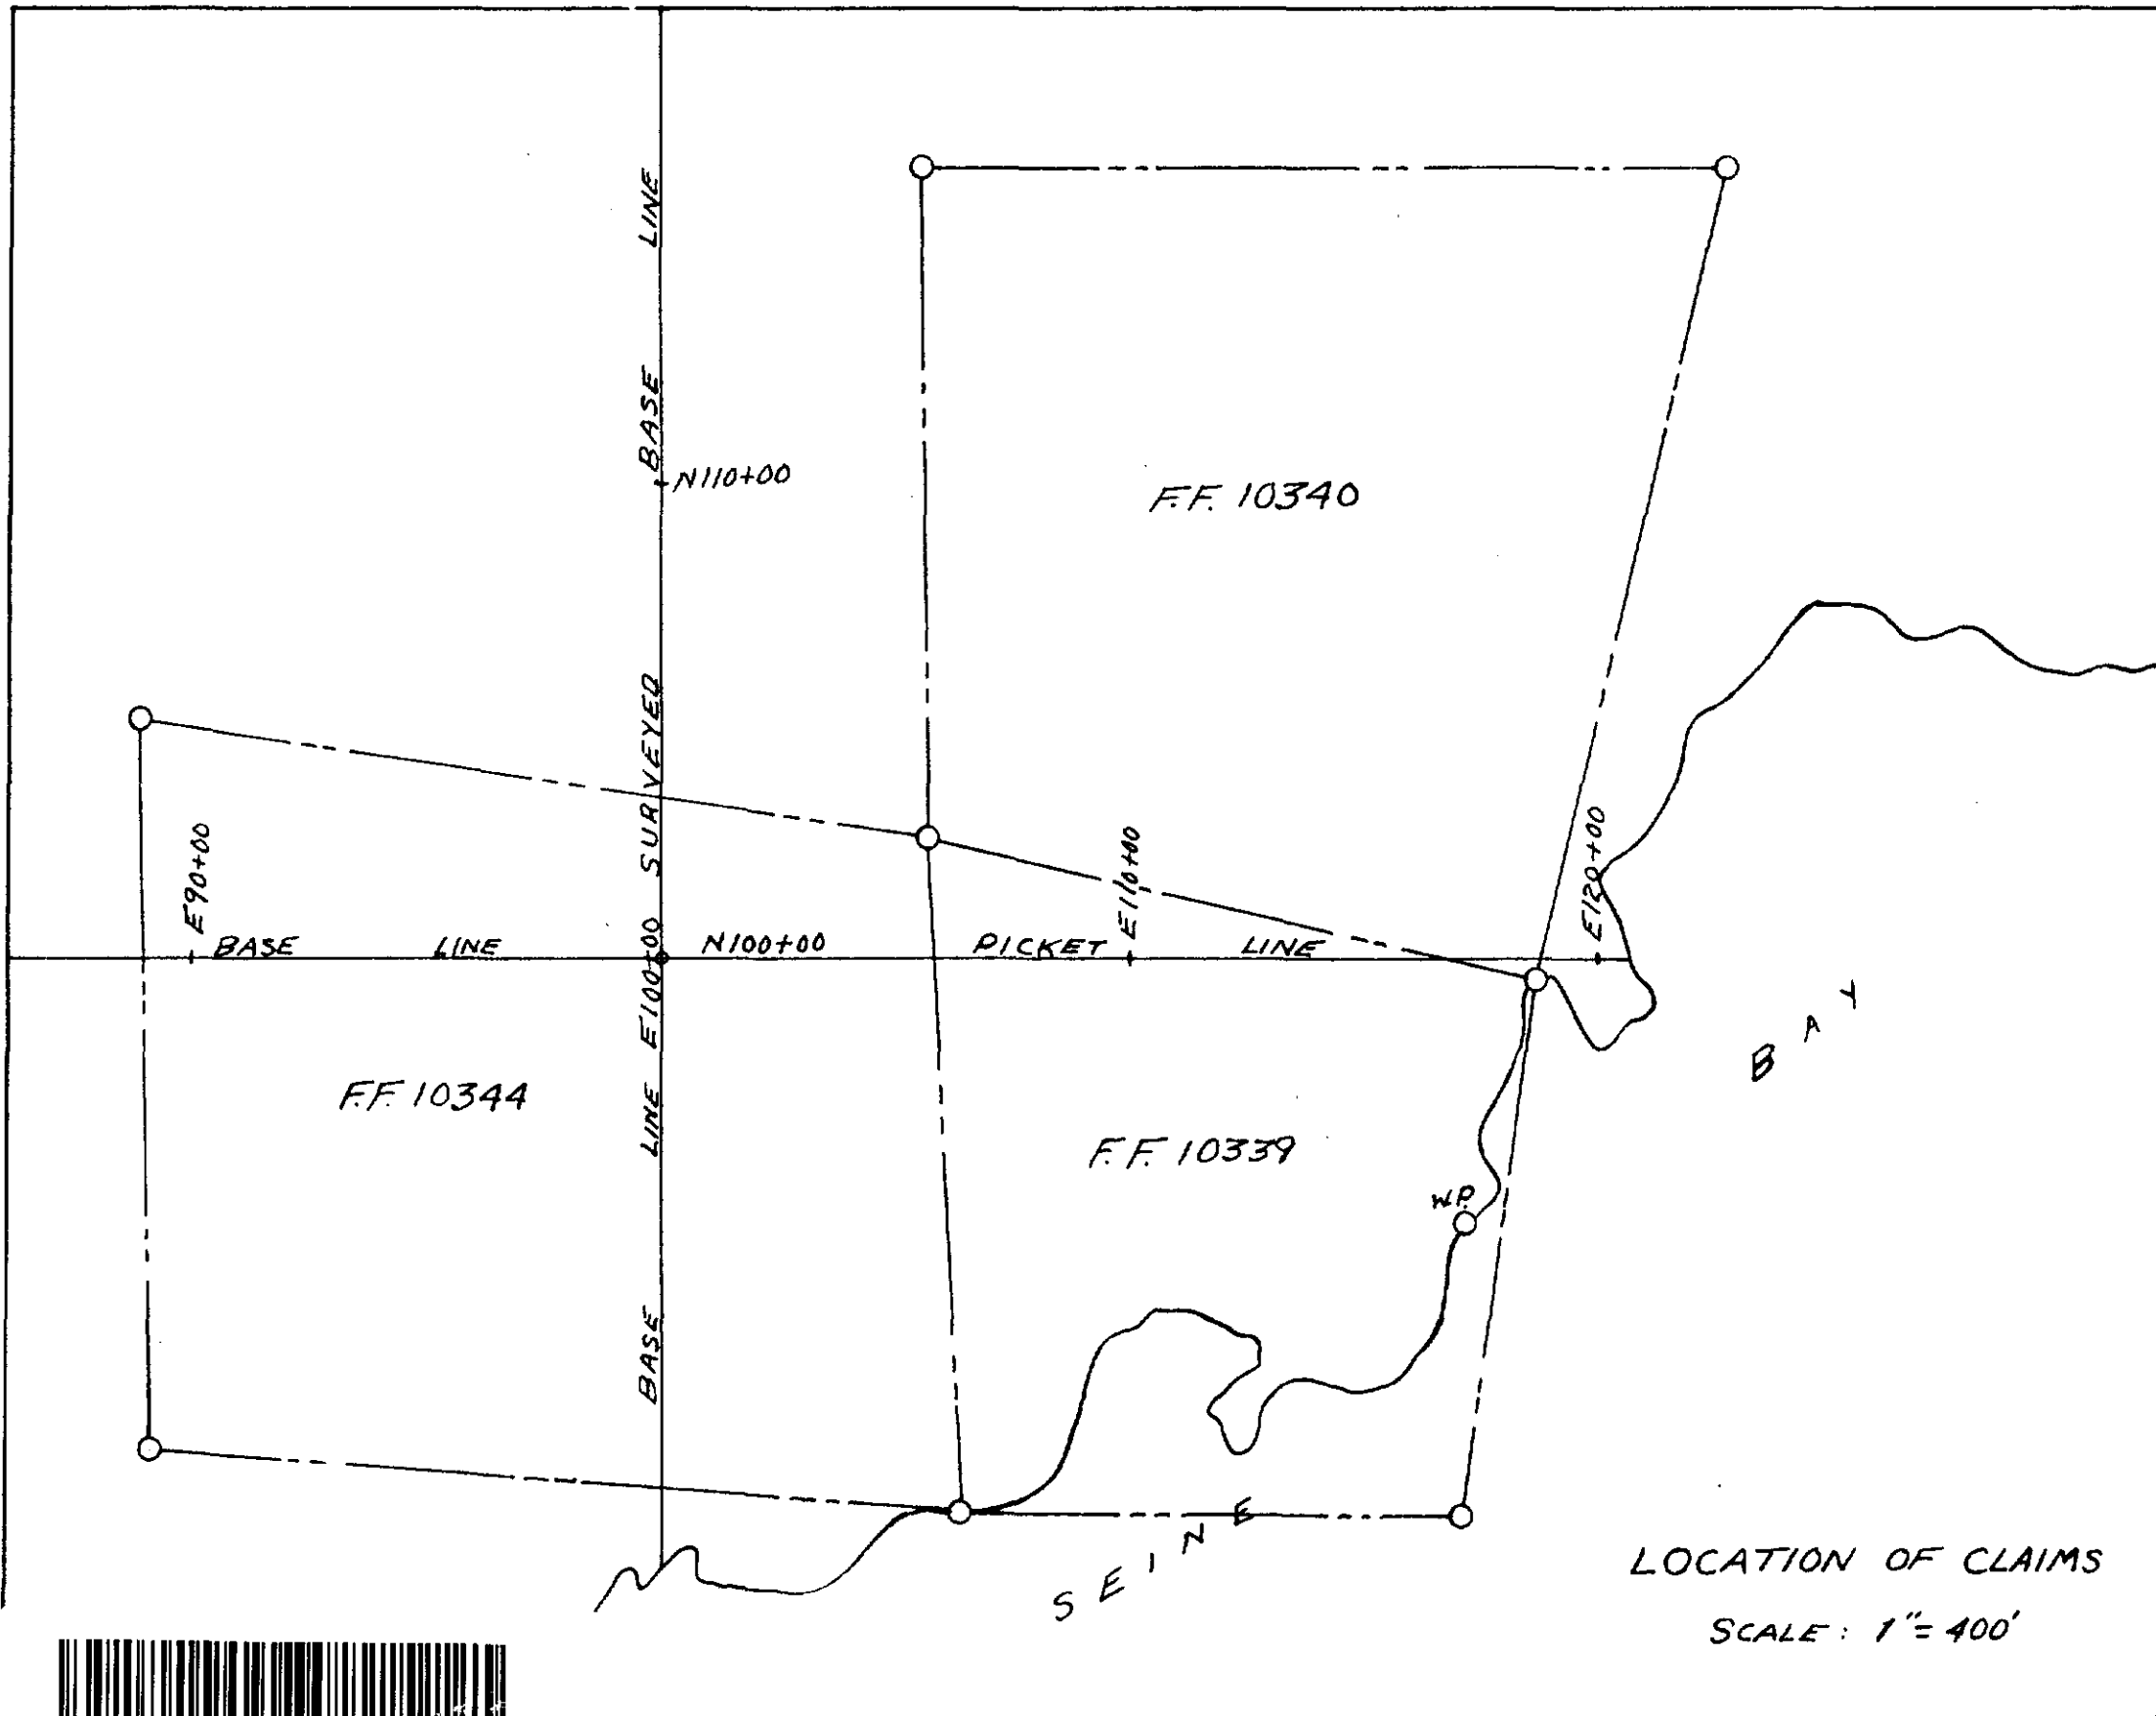 BASE LINE E100+00 SURVEYED BASE LINE
N110+00
F.F. 10340
E90+00
E110+00
E120+00
BASE LINE N100+00 PICKET LINE
F.F. 10344
F.F. 10339
W.P.
SEINE BAY
LOCATION OF CLAIMS
SCALE: 1"=400'